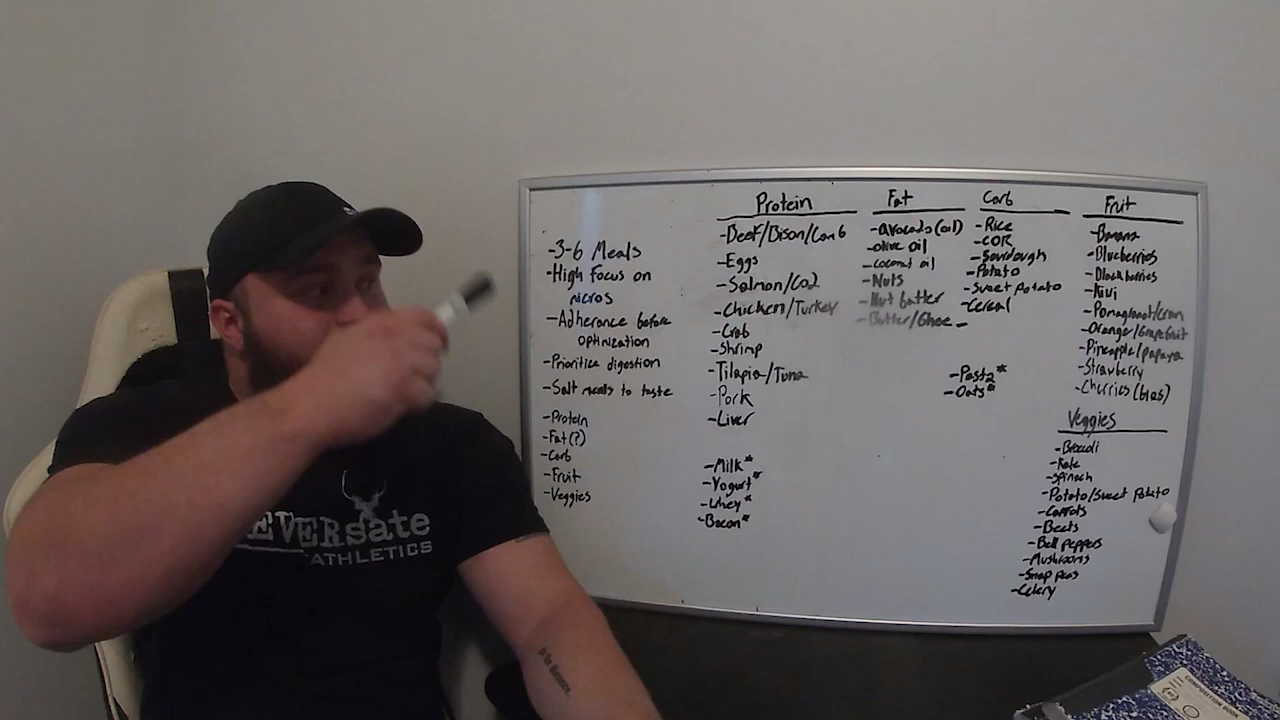 -3-6 Meals
-High Focus on
micros
-Adherance before
optimization
-Prioritize digestion
-Salt meals to taste
-Protein
-Fat(?)
-Carb
-Fruit
-Veggies
Protein
-Beef/Bison/Lamb
-Eggs
-Salmon/Cod
-Chicken/Turkey
-Crab
-Shrimp
-Tilapia/Tuna
-Pork
-Liver
-Milk*
-Yogurt*
-Whey*
-Bacon*
Fat
-Avocado(oil)
-olive oil
-coconut oil
-Nuts
-Nut butter
-Butter/Ghee
Carb
-Rice
-COR
-Sourdough
-Potato
-Sweet potato
-Cereal
-Pasta*
-Oats*
Fruit
-Banana
-Blueberries
-Blackberries
-Kiwi
-Pomagranat/cran
-Orange/Grapefruit
-Pineapple/papaya
-Strawberry
-Cherries
Veggies
-Broccoli
-Kale
-Spinach
-Potato/Sweet potato
-Carrots
-Beets
-Bell peppers
-Mushrooms
-Snap peas
-Celery
EVERsate
ATHLETICS